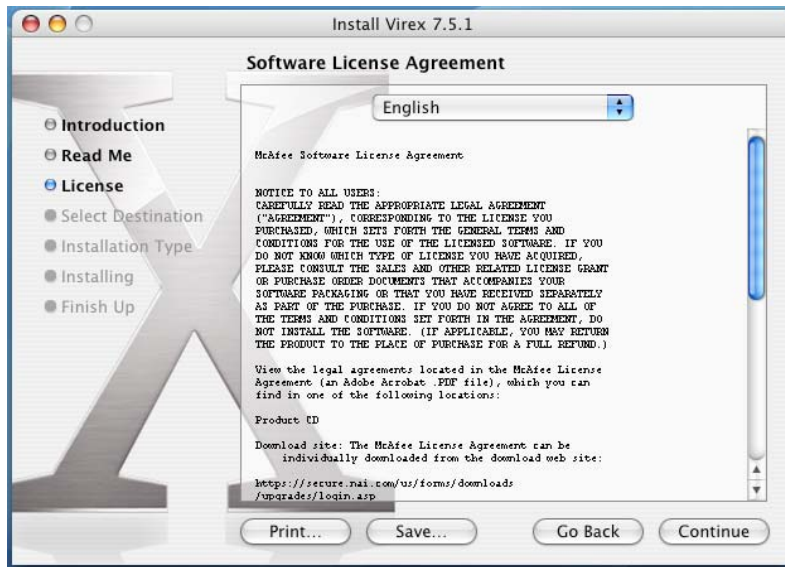 Install Virex 7.5.1
Software License Agreement
English
Introduction
Read Me
License
Select Destination
Installation Type
Installing
Finish Up
McAfee Software License Agreement
NOTICE TO ALL USERS:
CAREFULLY READ THE APPROPRIATE LEGAL AGREEMENT
("AGREEMENT"), CORRESPONDING TO THE LICENSE YOU
PURCHASED, WHICH SETS FORTH THE GENERAL TERMS AND
CONDITIONS FOR THE USE OF THE LICENSED SOFTWARE. IF YOU
DO NOT KNOW WHICH TYPE OF LICENSE YOU HAVE ACQUIRED,
PLEASE CONSULT THE SALES AND OTHER RELATED LICENSE GRANT
OR PURCHASE ORDER DOCUMENTS THAT ACCOMPANIES YOUR
SOFTWARE PACKAGING OR THAT YOU HAVE RECEIVED SEPARATELY
AS PART OF THE PURCHASE. IF YOU DO NOT AGREE TO ALL OF
THE TERMS AND CONDITIONS SET FORTH IN THE AGREEMENT, DO
NOT INSTALL THE SOFTWARE. (IF APPLICABLE, YOU MAY RETURN
THE PRODUCT TO THE PLACE OF PURCHASE FOR A FULL REFUND.)
View the legal agreements located in the McAfee License
Agreement (an Adobe Acrobat .PDF file), which you can
find in one of the following locations:
Product CD
Download site: The McAfee License Agreement can be
individually downloaded from the download web site:
https://secure.nai.com/us/forms/downloads
/upgrades/login.asp
Print... Save... Go Back Continue